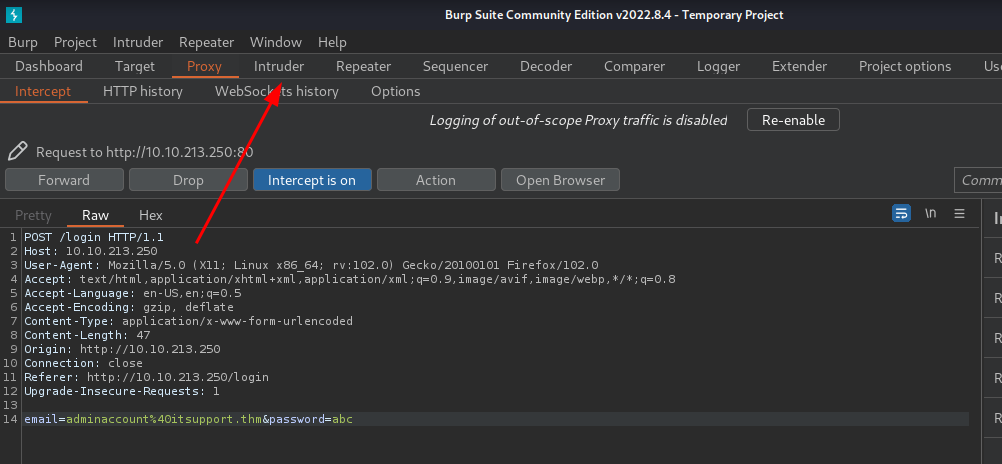 Burp Suite Community Edition v2022.8.4 - Temporary Project
Burp Project Intruder Repeater Window Help
Dashboard Target Proxy Intruder Repeater Sequencer Decoder Comparer Logger Extender Project options
Intercept HTTP history WebSockets history Options
Logging of out-of-scope Proxy traffic is disabled Re-enable
Request to http://10.10.213.250:80
Forward Drop Intercept is on Action Open Browser
Pretty Raw Hex \n
1 POST /login HTTP/1.1
2 Host: 10.10.213.250
3 User-Agent: Mozilla/5.0 (X11; Linux x86_64; rv:102.0) Gecko/20100101 Firefox/102.0
4 Accept: text/html,application/xhtml+xml,application/xml;q=0.9,image/avif,image/webp,*/*;q=0.8
5 Accept-Language: en-US,en;q=0.5
6 Accept-Encoding: gzip, deflate
7 Content-Type: application/x-www-form-urlencoded
8 Content-Length: 47
9 Origin: http://10.10.213.250
10 Connection: close
11 Referer: http://10.10.213.250/login
12 Upgrade-Insecure-Requests: 1
13
14 email=adminaccount%40itsupport.thm&password=abc